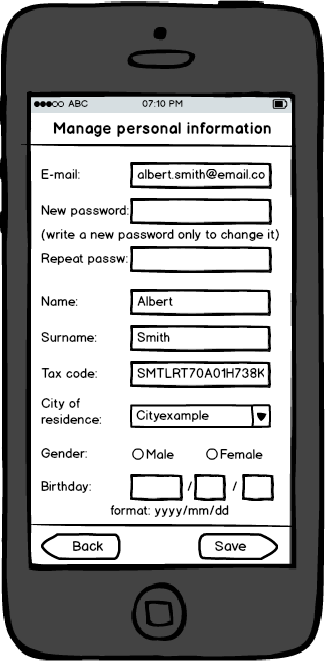 ABC 07:10 PM
Manage personal information
E-mail: albert.smith@email.co
New password:
(write a new password only to change it)
Repeat passw:
Name: Albert
Surname: Smith
Tax code: SMTLRT70A01H738K
City of
residence: Cityexample
Gender: Male Female
Birthday: / /
format: yyyy/mm/dd
Back Save